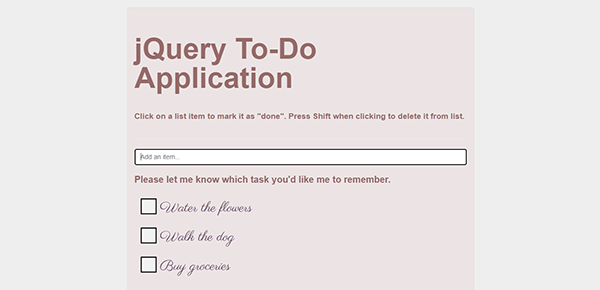 jQuery To-Do
Application
Click on a list item to mark it as "done". Press Shift when clicking to delete it from list.
Add an item...
Please let me know which task you'd like me to remember.
Water the flowers
Walk the dog
Buy groceries